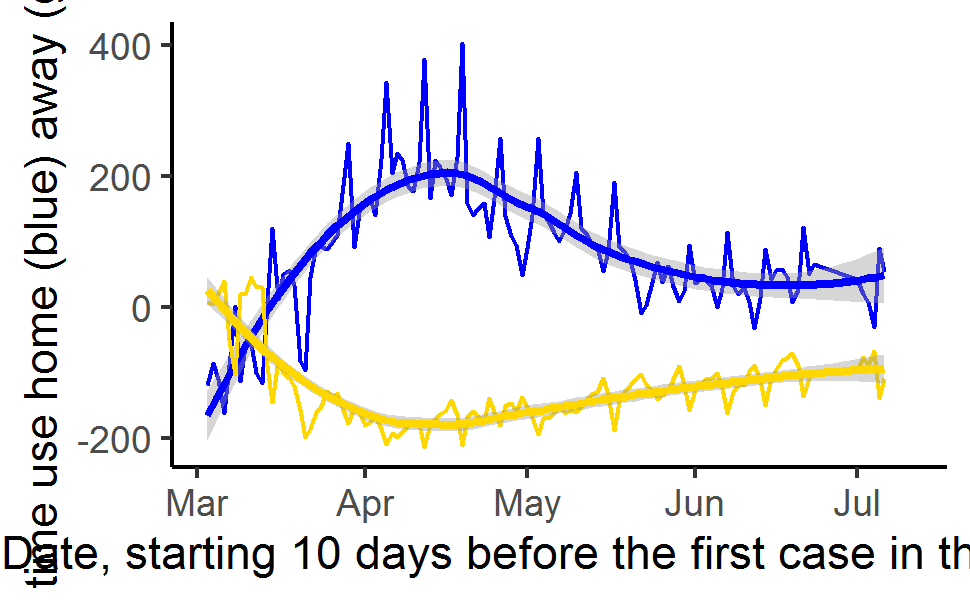 time use home (blue) away (
400
200
0
-200
Mar Apr May Jun Jul
Date, starting 10 days before the first case in th